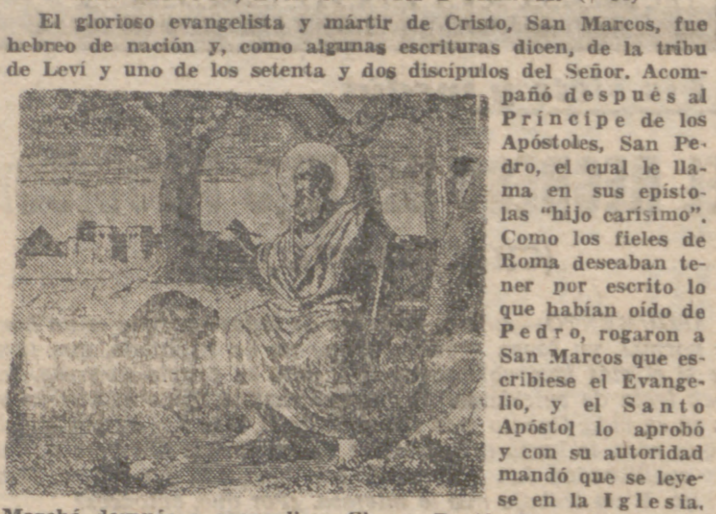 El glorioso evangelista y mártir de Cristo, San Marcos, fue
hebreo de nación y, como algunas escrituras dicen, de la tribu
de Leví y uno de los setenta y dos discípulos del Señor. Acom-
pañó después al
Príncipe de los
Apóstoles, San Pe-
dro, el cual le lla-
ma en sus epísto-
las "hijo carísimo".
Como los fieles de
Roma deseaban te-
ner por escrito lo
que habían oído de
Pedro, rogaron a
San Marcos que es-
cribiese el Evange-
lio, y el Santo
Apóstol lo aprobó
y con su autoridad
mandó que se leye-
se en la Iglesia.